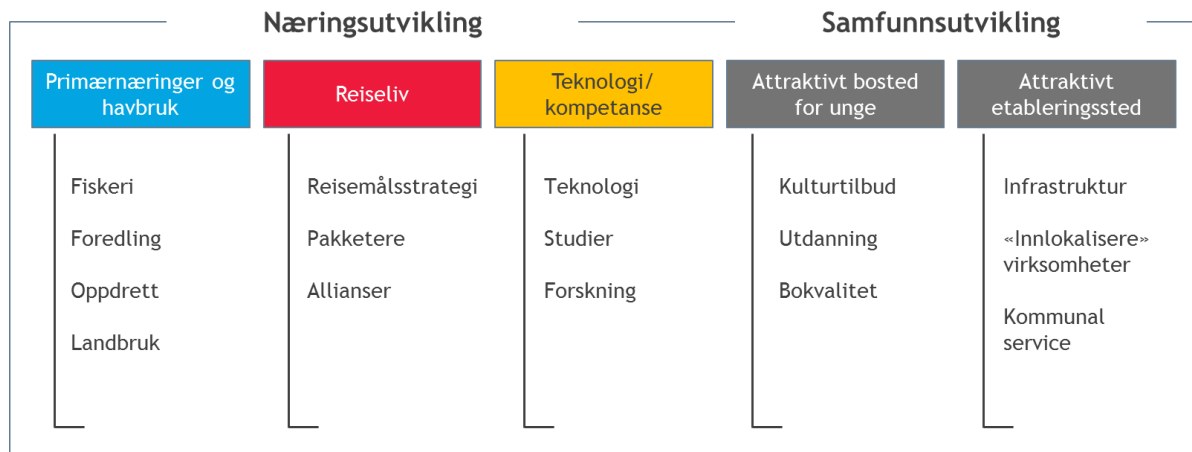 Næringsutvikling
Samfunnsutvikling
Primærnæringer og
havbruk
Fiskeri
Foredling
Oppdrett
Landbruk
Reiseliv
Reisemålsstrategi
Pakketere
Allianser
Teknologi/
kompetanse
Teknologi
Studier
Forskning
Attraktivt bosted
for unge
Kulturtilbud
Utdanning
Bokvalitet
Attraktivt
etableringssted
Infrastruktur
«Innlokalisere»
virksomheter
Kommunal
service